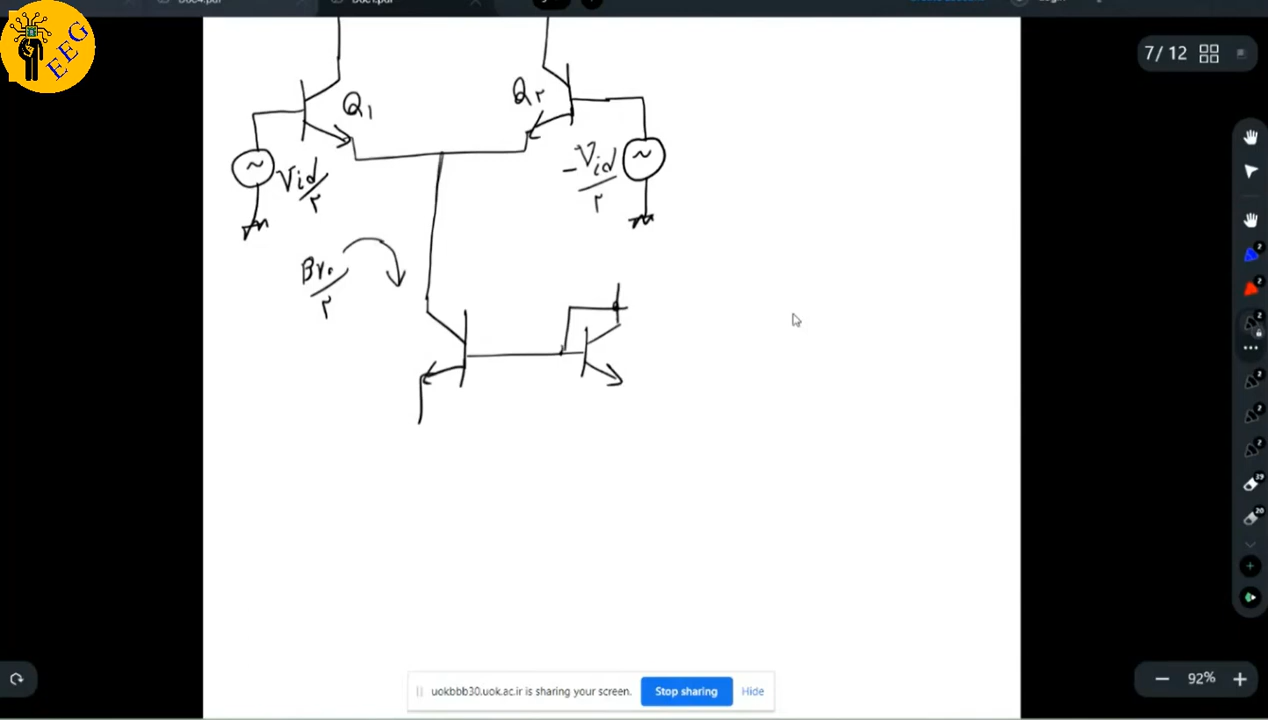 EEG
7/ 12
Q1
Q۲
Vid/۲
-Vid/۲
Br۰/۲
uokbbb30.uok.ac.ir is sharing your screen.
Stop sharing
Hide
92%